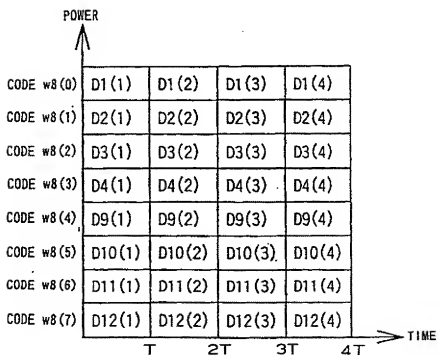 POWER
CODE w8(0) D1(1) D1(2) D1(3) D1(4)
CODE w8(1) D2(1) D2(2) D2(3) D2(4)
CODE w8(2) D3(1) D3(2) D3(3) D3(4)
CODE w8(3) D4(1) D4(2) D4(3) D4(4)
CODE w8(4) D9(1) D9(2) D9(3) D9(4)
CODE w8(5) D10(1) D10(2) D10(3) D10(4)
CODE w8(6) D11(1) D11(2) D11(3) D11(4)
CODE w8(7) D12(1) D12(2) D12(3) D12(4)
T 2T 3T 4T TIME